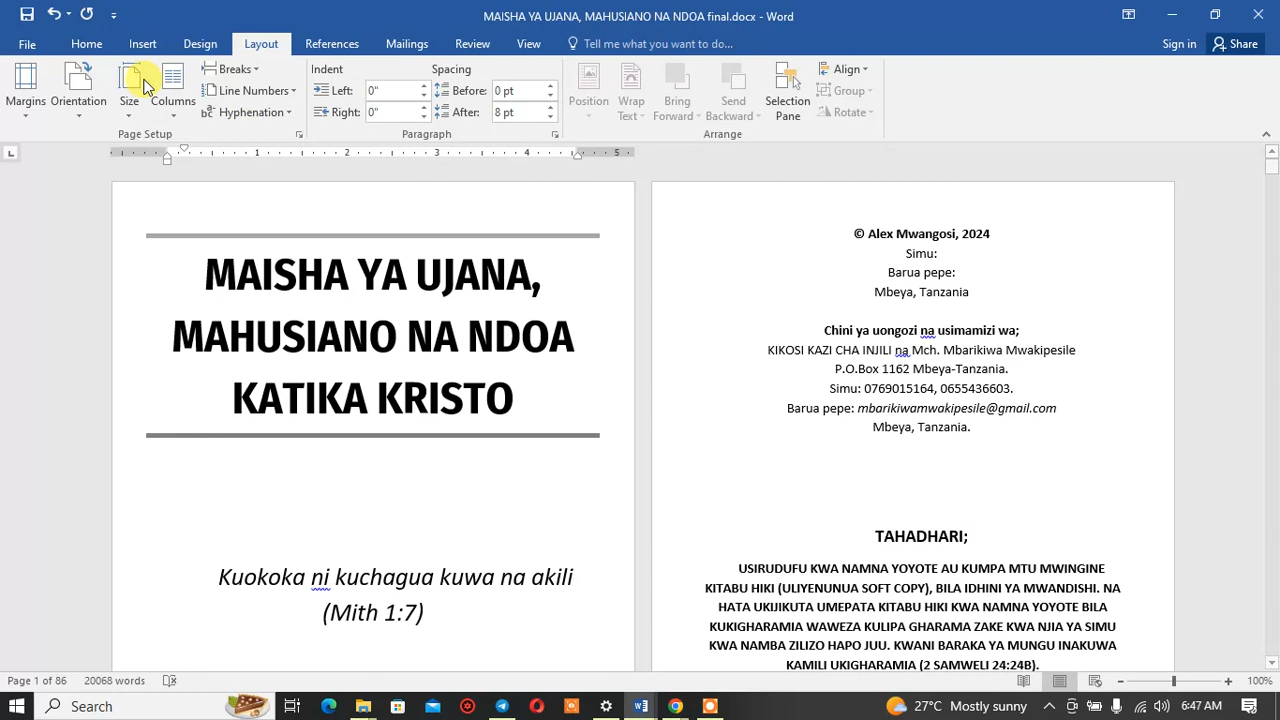 MAISHA YA UJANA, MAHUSIANO NA NDOA final.docx - Word
File Home Insert Design Layout References Mailings Review View Tell me what you want to do... Sign in Share
Margins
Orientation
Size
Columns
Breaks
Line Numbers
Hyphenation
Page Setup
Indent
Left: 0"
Right: 0"
Spacing
Before: 0 pt
After: 8 pt
Paragraph
Position
Wrap
Text
Bring
Forward
Send
Backward
Selection
Pane
Align
Group
Rotate
Arrange
1 2 3 4 5
MAISHA YA UJANA,
MAHUSIANO NA NDOA
KATIKA KRISTO
Kuokoka ni kuchagua kuwa na akili
(Mith 1:7)
© Alex Mwangosi, 2024
Simu:
Barua pepe:
Mbeya, Tanzania
Chini ya uongozi na usimamizi wa;
KIKOSI KAZI CHA INJILI na Mch. Mbarikiwa Mwakipesile
P.O.Box 1162 Mbeya-Tanzania.
Simu: 0769015164, 0655436603.
Barua pepe: mbarikiwamwakipesile@gmail.com
Mbeya, Tanzania.
TAHADHARI;
USIRUDUFU KWA NAMNA YOYOTE AU KUMPA MTU MWINGINE
KITABU HIKI (ULIYENUNUA SOFT COPY), BILA IDHINI YA MWANDISHI. NA
HATA UKIJIKUTA UMEPATA KITABU HIKI KWA NAMNA YOYOTE BILA
KUKIGHARAMIA WAWEZA KULIPA GHARAMA ZAKE KWA NJIA YA SIMU
KWA NAMBA ZILIZO HAPO JUU. KWANI BARAKA YA MUNGU INAKUWA
KAMILI UKIGHARAMIA (2 SAMWELI 24:24B).
Page 1 of 86 20084 words 100%
Search 27°C Mostly sunny 6:47 AM